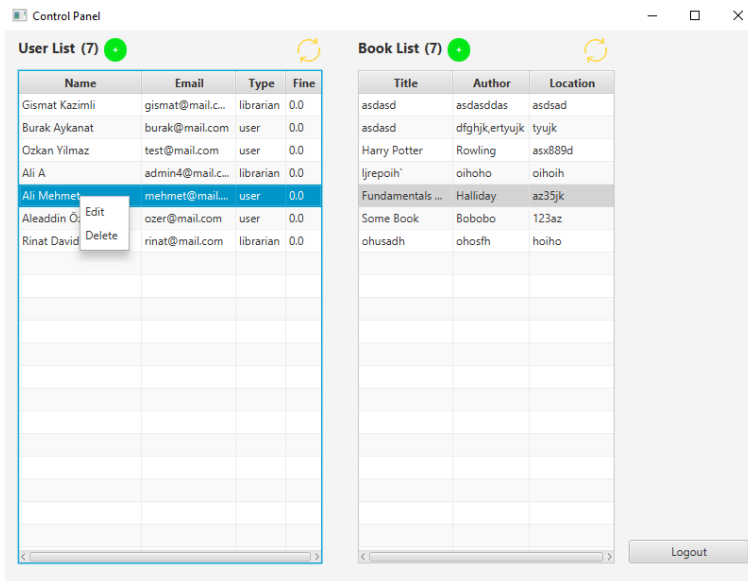 Control Panel
User List (7) +
Book List (7) +
Name Email Type Fine
Gismat Kazimli gismat@mail.c... librarian 0.0
Burak Aykanat burak@mail.com user 0.0
Ozkan Yilmaz test@mail.com user 0.0
Ali A admin4@mail.c... librarian 0.0
Ali Mehmet mehmet@mail.... user 0.0
Aleaddin Öz ozer@mail.com user 0.0
Rinat David rinat@mail.com librarian 0.0
Edit
Delete
Title Author Location
asdasd asdasddas asdsad
asdasd dfghjk,ertyujk tyujk
Harry Potter Rowling asx889d
ljrepoih` oihoho oihoih
Fundamentals ... Halliday az35jk
Some Book Bobobo 123az
ohusadh ohosfh hoiho
Logout